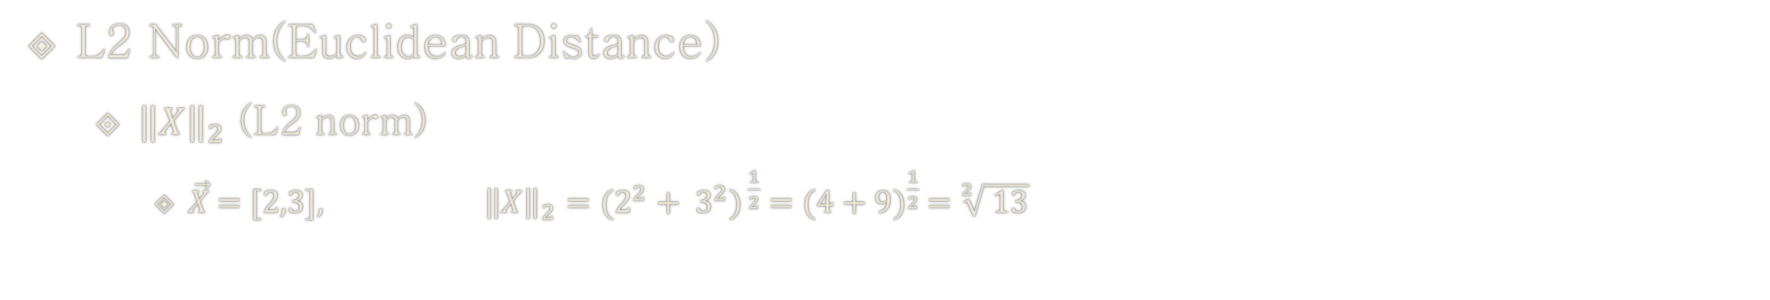 L2 Norm(Euclidean Distance)
‖X‖₂ (L2 norm)
X⃗ = [2,3], ‖X‖₂ = (2² + 3²)^(1/2) = (4 + 9)^(1/2) = ²√13